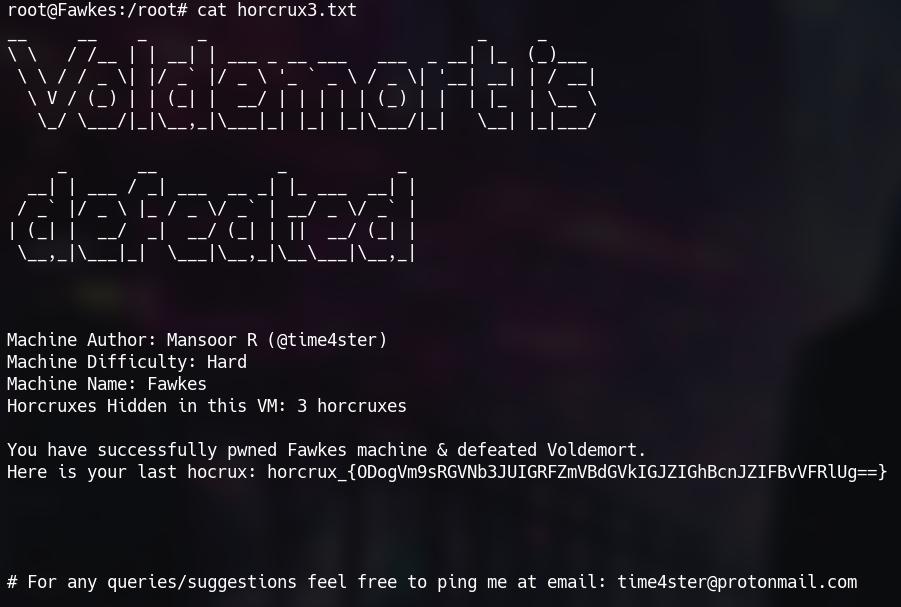 root@Fawkes:/root# cat horcrux3.txt
Voldemort is
defeated
Machine Author: Mansoor R (@time4ster)
Machine Difficulty: Hard
Machine Name: Fawkes
Horcruxes Hidden in this VM: 3 horcruxes
You have successfully pwned Fawkes machine & defeated Voldemort.
Here is your last hocrux: horcrux_{ODogVm9sRGVNb3JUIGRFZmVBdGVkIGJZIGhBcnJZIFBvVFRlUg==}
# For any queries/suggestions feel free to ping me at email: time4ster@protonmail.com